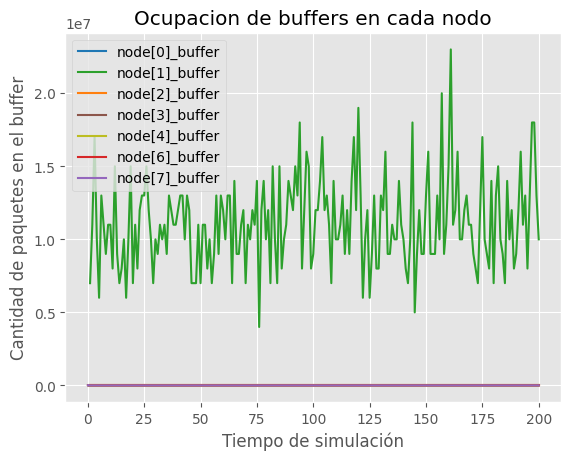 Ocupacion de buffers en cada nodo
1e7
node[0]_buffer
node[1]_buffer
node[2]_buffer
node[3]_buffer
node[4]_buffer
node[6]_buffer
node[7]_buffer
Cantidad de paquetes en el buffer
2.0
1.5
1.0
0.5
0.0
0 25 50 75 100 125 150 175 200
Tiempo de simulación